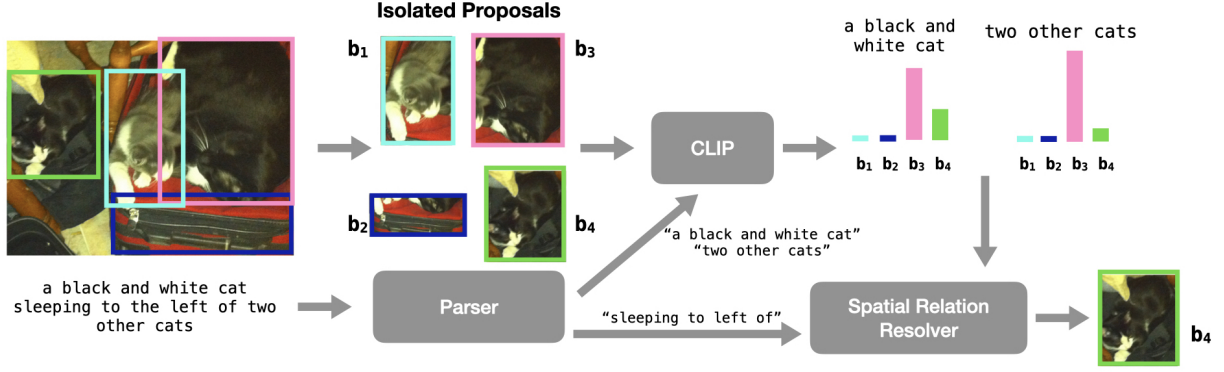 Isolated Proposals
b1
b3
b2
b4
CLIP
a black and
white cat
two other cats
b1 b2 b3 b4
b1 b2 b3 b4
“a black and white cat”
“two other cats”
a black and white cat
sleeping to the left of two
other cats
Parser
“sleeping to left of”
Spatial Relation
Resolver
b4